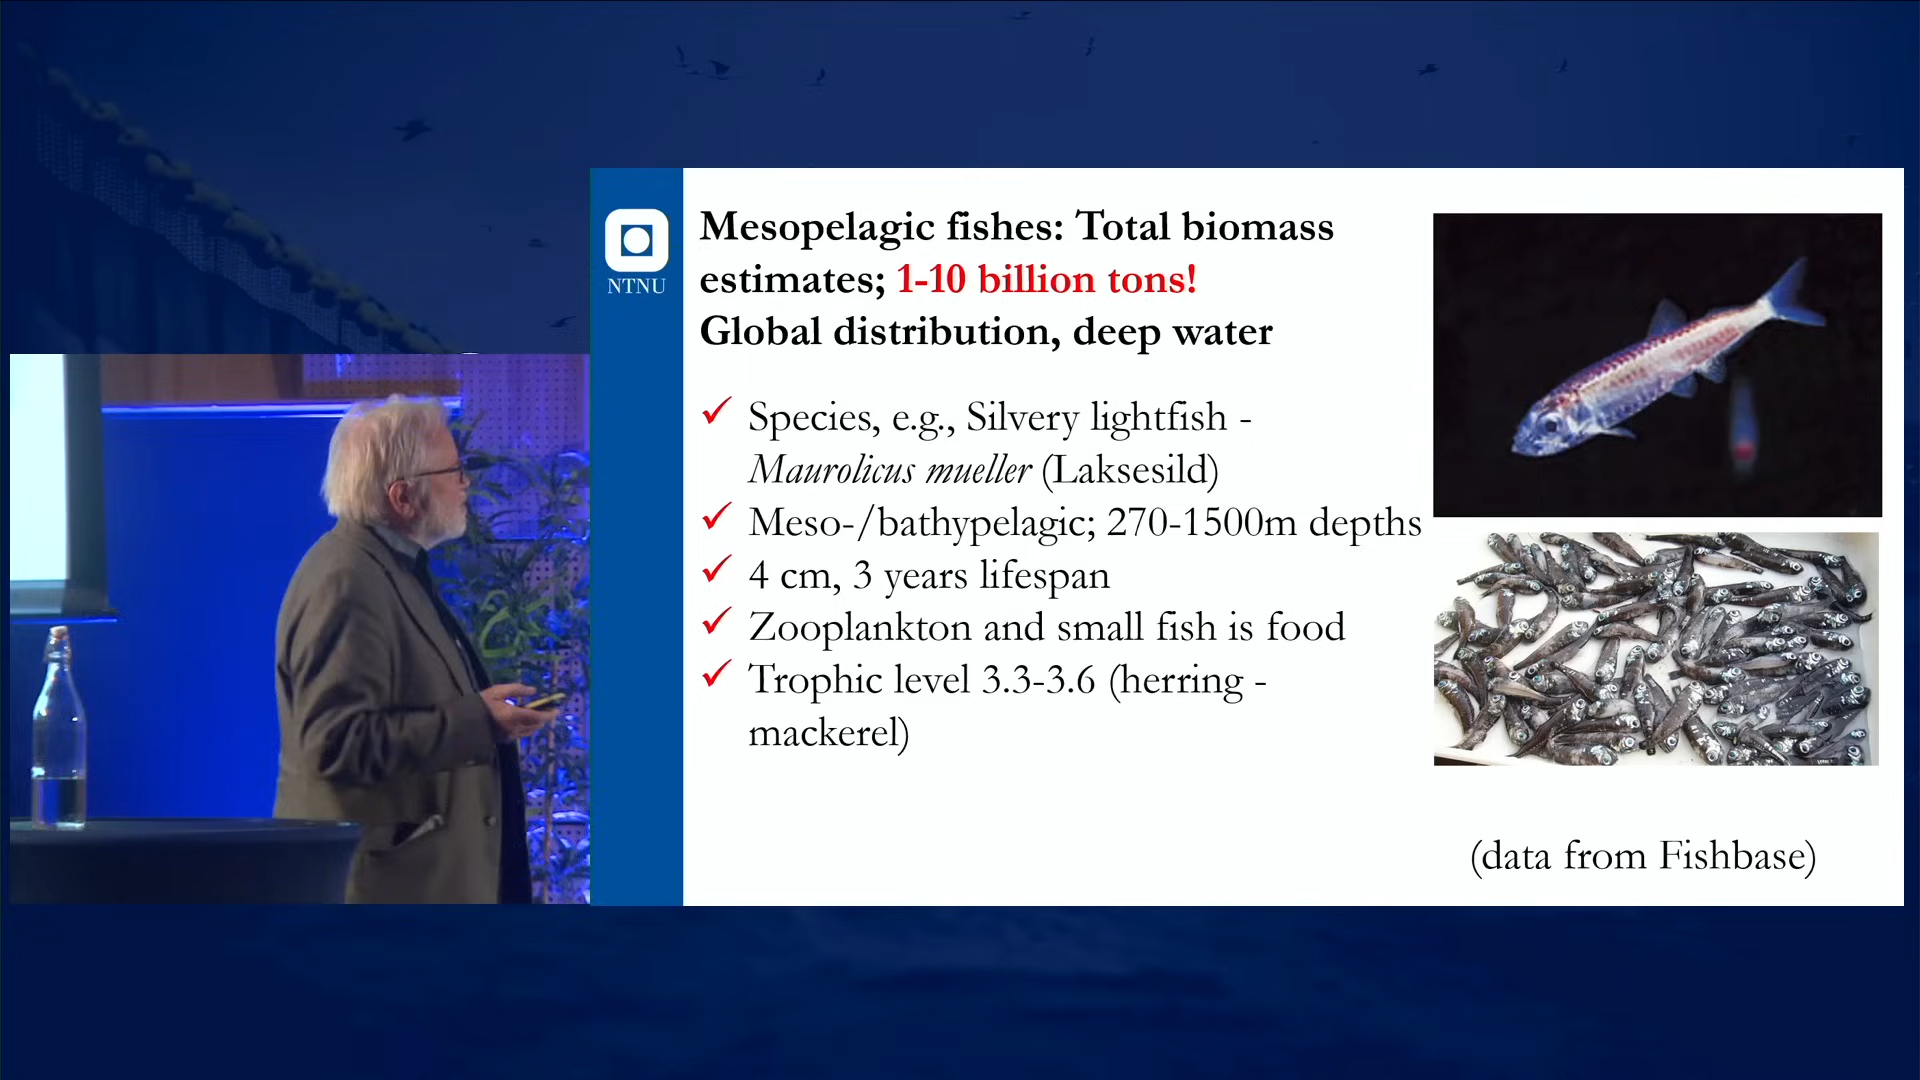 NTNU
Mesopelagic fishes: Total biomass
estimates; 1-10 billion tons!
Global distribution, deep water
Species, e.g., Silvery lightfish -
Maurolicus mueller (Laksesild)
Meso-/bathypelagic; 270-1500m depths
4 cm, 3 years lifespan
Zooplankton and small fish is food
Trophic level 3.3-3.6 (herring -
mackerel)
(data from Fishbase)